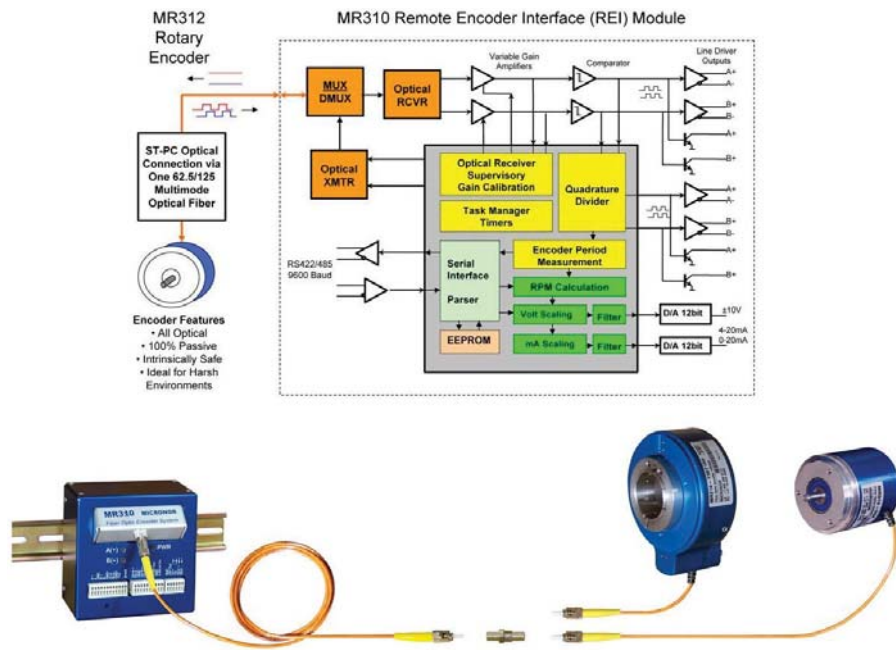 MR312
Rotary
Encoder
MR310 Remote Encoder Interface (REI) Module
MUX
DMUX
Optical
RCVR
Variable Gain
Amplifiers
Comparator
Line Driver
Outputs
A+
A-
B+
B-
A+
B+
ST-PC Optical
Connection via
One 62.5/125
Multimode
Optical Fiber
Optical
XMTR
Optical Receiver
Supervisory
Gain Calibration
Quadrature
Divider
Task Manager
Timers
A+
A-
B+
B-
A+
B+
RS422/485
9600 Baud
Serial
Interface
Parser
Encoder Period
Measurement
RPM Calculation
Volt Scaling
Filter
D/A 12bit
±10V
EEPROM
mA Scaling
Filter
D/A 12bit
4-20mA
0-20mA
Encoder Features
• All Optical
• 100% Passive
• Intrinsically Safe
• Ideal for Harsh
Environments
MR310 MICRONOR
Fiber Optic Encoder System
A(+)
PWR
B(+)